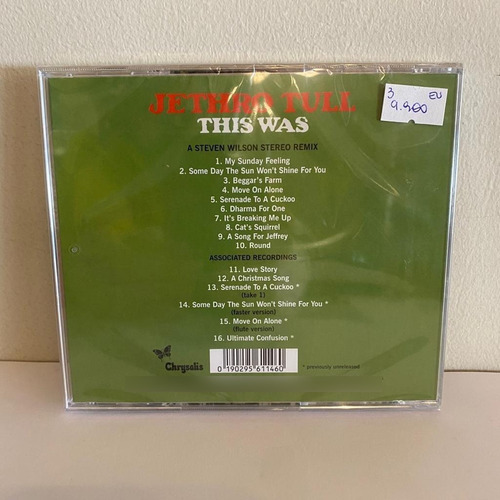 JETHRO TULL
THIS WAS
3 EU
9.900
A STEVEN WILSON STEREO REMIX
1. My Sunday Feeling
2. Some Day The Sun Won't Shine For You
3. Beggar's Farm
4. Move On Alone
5. Serenade To A Cuckoo
6. Dharma For One
7. It's Breaking Me Up
8. Cat's Squirrel
9. A Song For Jeffrey
10. Round
ASSOCIATED RECORDINGS
11. Love Story
12. A Christmas Song
13. Serenade To A Cuckoo *
(take 1)
14. Some Day The Sun Won't Shine For You *
(faster version)
15. Move On Alone *
(flute version)
16. Ultimate Confusion *
Chrysalis
0 190295 611460
* previously unreleased